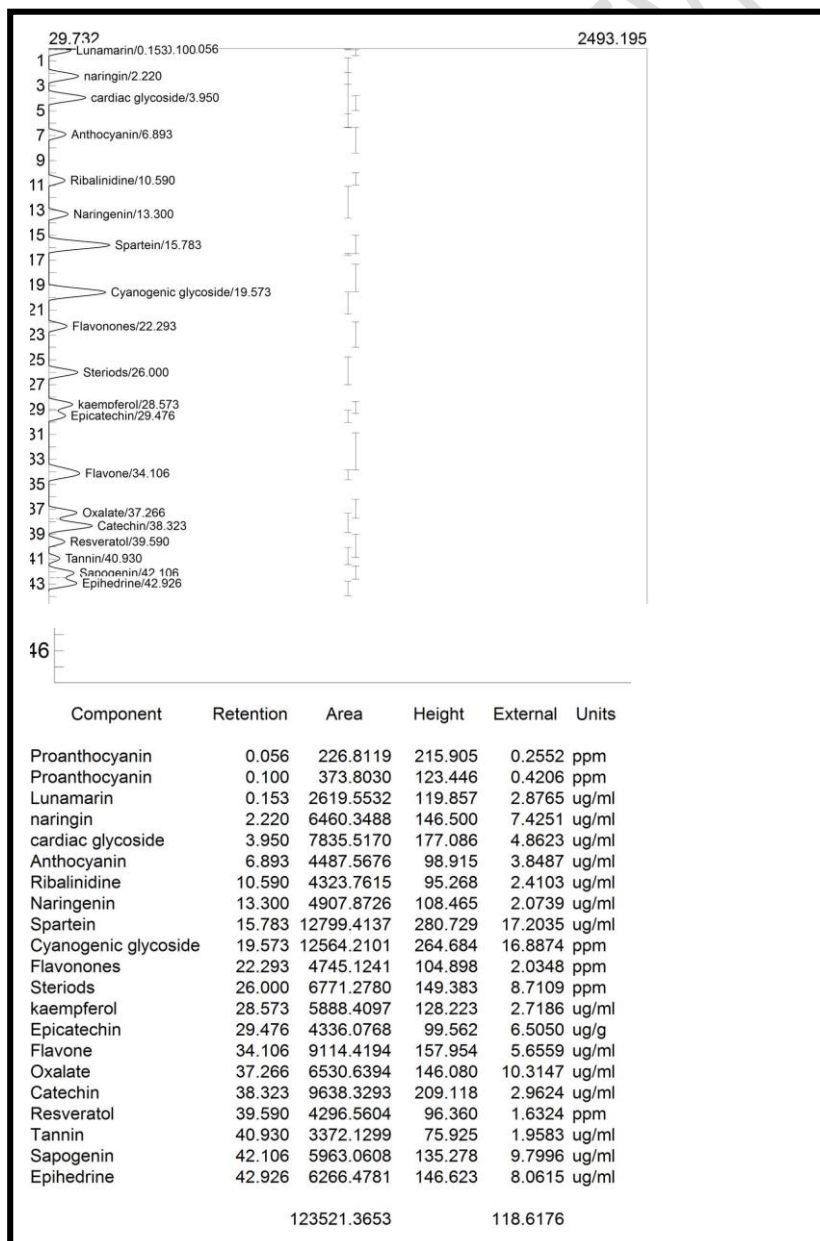 29.732 2493.195
Lunamarin/0.153).100.056
1
naringin/2.220
3
cardiac glycoside/3.950
5
7 Anthocyanin/6.893
9
11 Ribalinidine/10.590
13 Naringenin/13.300
15
Spartein/15.783
17
19
Cyanogenic glycoside/19.573
21
Flavonones/22.293
23
25
Steriods/26.000
27
kaempferol/28.573
29
Epicatechin/29.476
31
33
Flavone/34.106
35
37
Oxalate/37.266
Catechin/38.323
39
Resveratol/39.590
41 Tannin/40.930
Sapogenin/42.106
43 Epihedrine/42.926
46
Component Retention Area Height External Units
Proanthocyanin 0.056 226.8119 215.905 0.2552 ppm
Proanthocyanin 0.100 373.8030 123.446 0.4206 ppm
Lunamarin 0.153 2619.5532 119.857 2.8765 ug/ml
naringin 2.220 6460.3488 146.500 7.4251 ug/ml
cardiac glycoside 3.950 7835.5170 177.086 4.8623 ug/ml
Anthocyanin 6.893 4487.5676 98.915 3.8487 ug/ml
Ribalinidine 10.590 4323.7615 95.268 2.4103 ug/ml
Naringenin 13.300 4907.8726 108.465 2.0739 ug/ml
Spartein 15.783 12799.4137 280.729 17.2035 ug/ml
Cyanogenic glycoside 19.573 12564.2101 264.684 16.8874 ppm
Flavonones 22.293 4745.1241 104.898 2.0348 ppm
Steriods 26.000 6771.2780 149.383 8.7109 ppm
kaempferol 28.573 5888.4097 128.223 2.7186 ug/ml
Epicatechin 29.476 4336.0768 99.562 6.5050 ug/g
Flavone 34.106 9114.4194 157.954 5.6559 ug/ml
Oxalate 37.266 6530.6394 146.080 10.3147 ug/ml
Catechin 38.323 9638.3293 209.118 2.9624 ug/ml
Resveratol 39.590 4296.5604 96.360 1.6324 ppm
Tannin 40.930 3372.1299 75.925 1.9583 ug/ml
Sapogenin 42.106 5963.0608 135.278 9.7996 ug/ml
Epihedrine 42.926 6266.4781 146.623 8.0615 ug/ml
123521.3653 118.6176